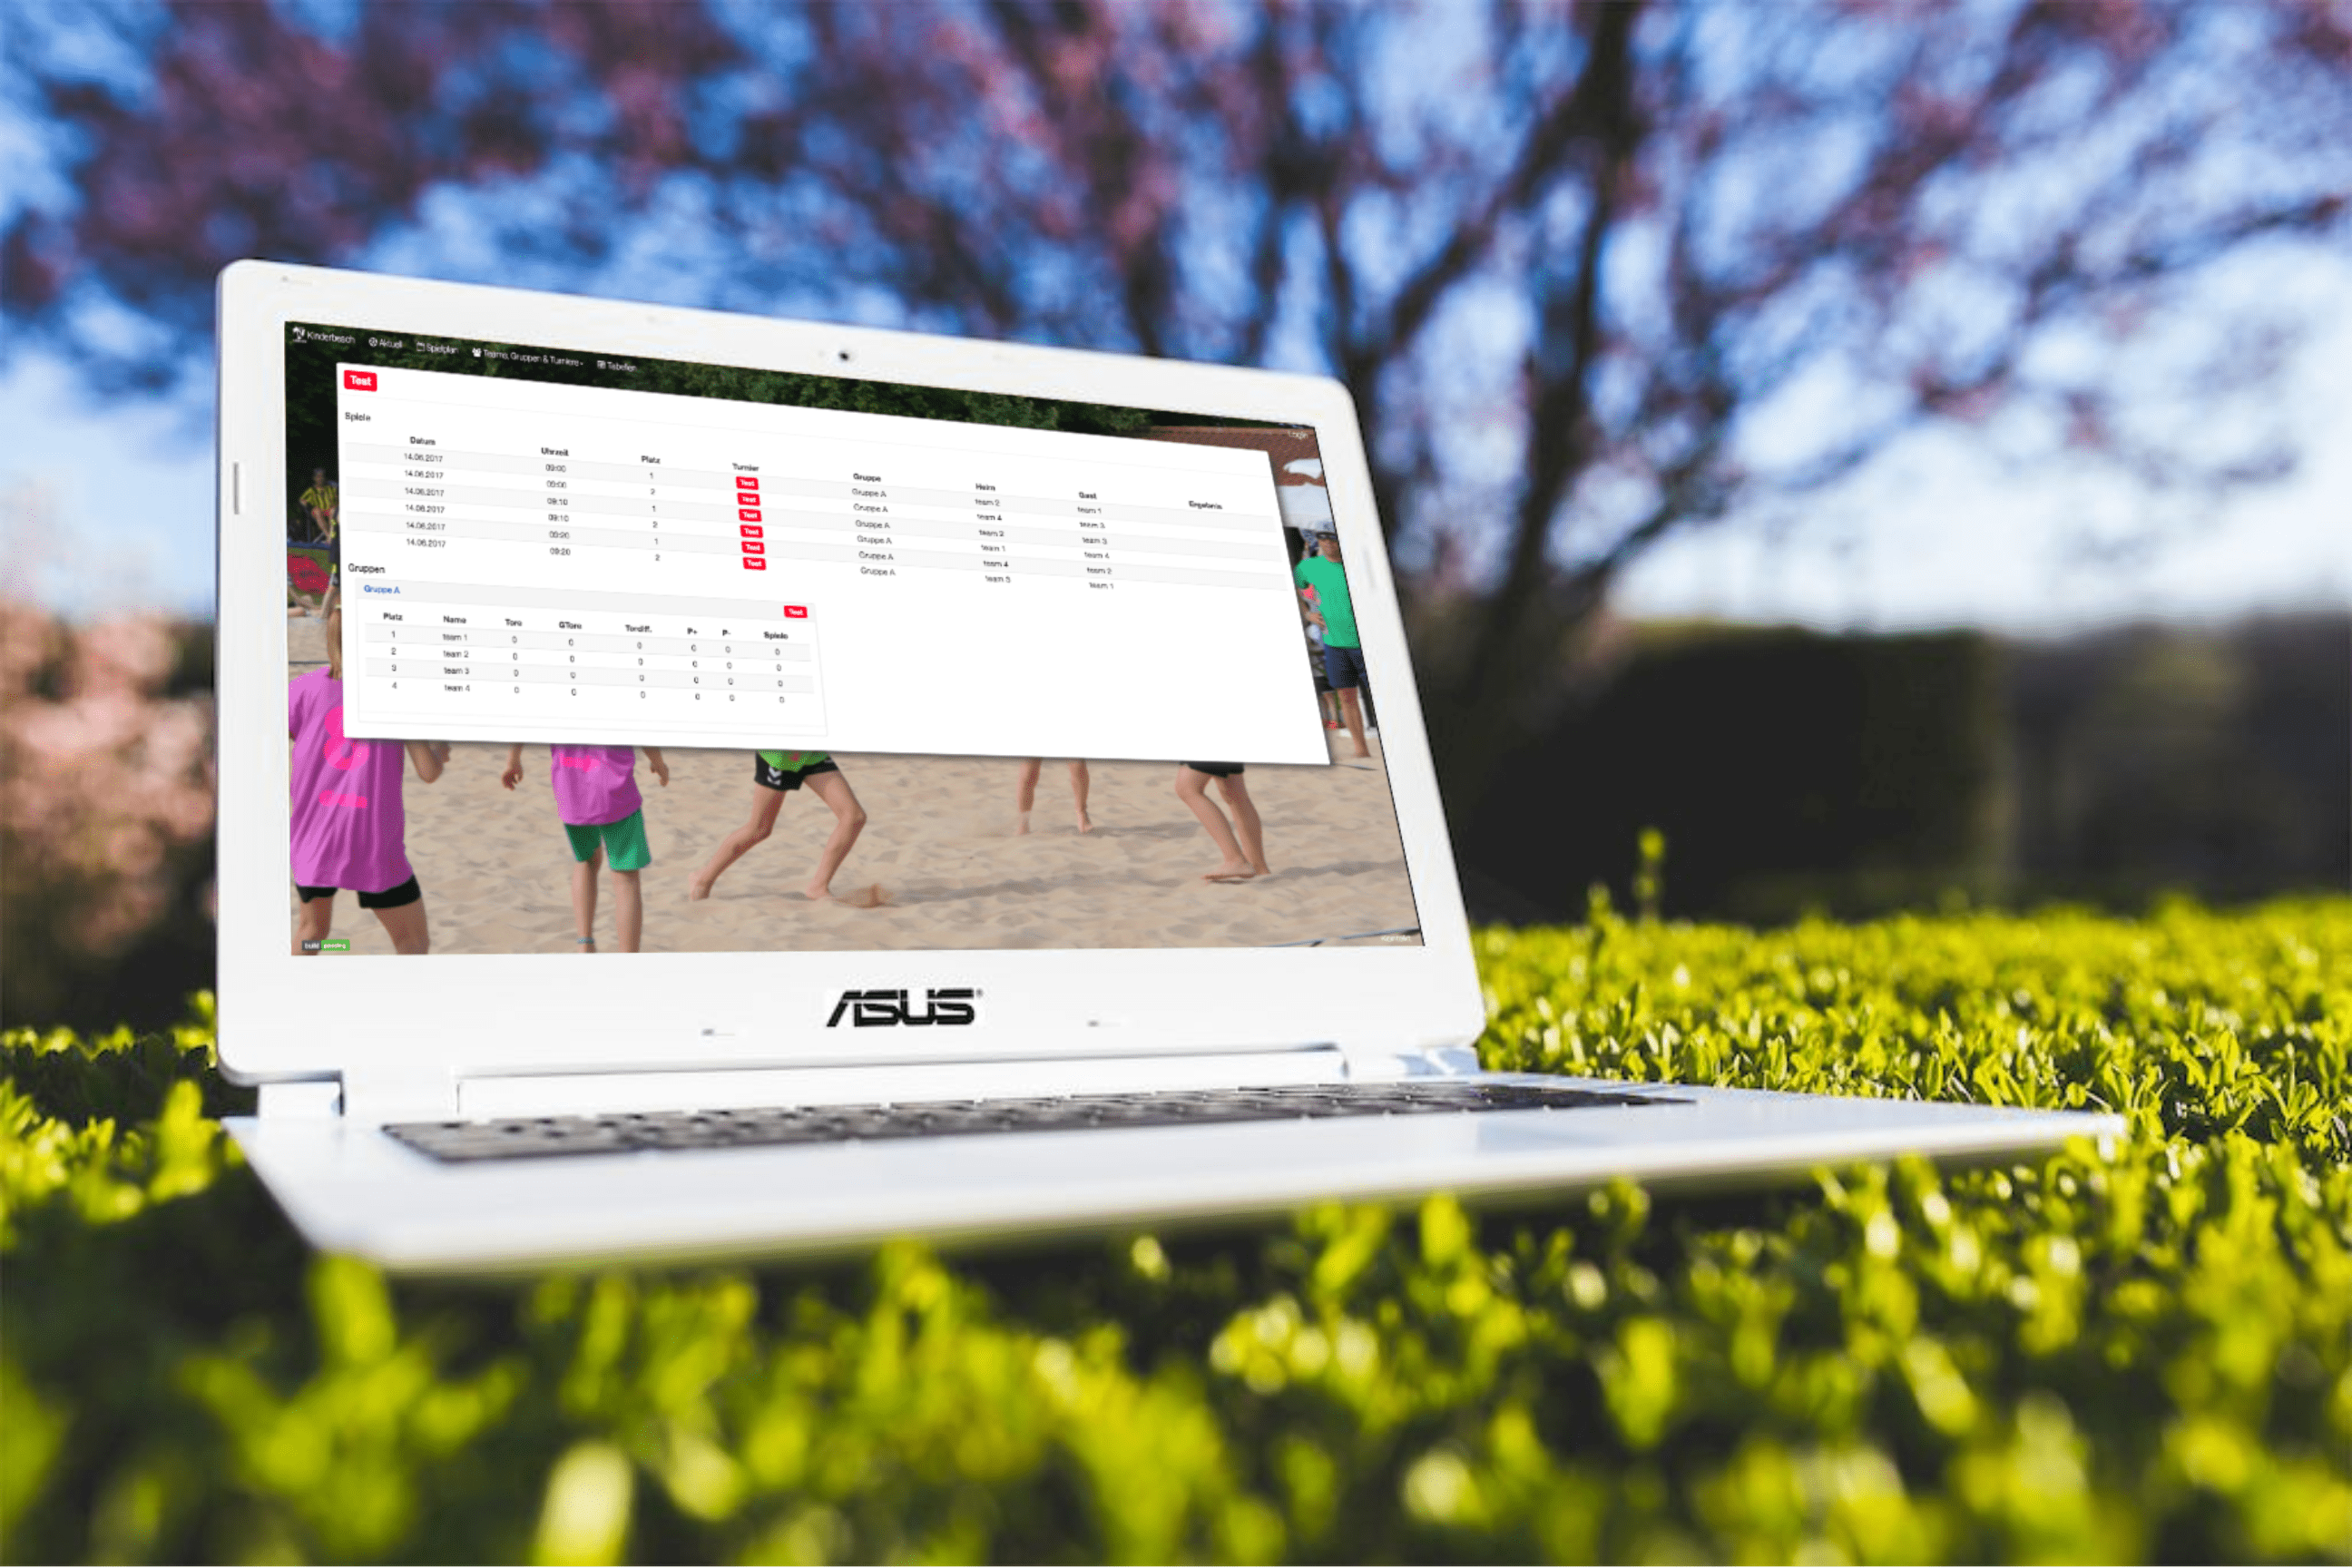 Kinderbeach Aktuell Spielplan Teams, Gruppen & Turniere Tabellen Login
Test
Spiele
Datum Uhrzeit Platz Turnier Gruppe Heim Gast Ergebnis
14.06.2017 09:00 1 Test Gruppe A team 2 team 1
14.06.2017 09:00 2 Test Gruppe A team 4 team 3
14.06.2017 09:10 1 Test Gruppe A team 2 team 3
14.06.2017 09:10 2 Test Gruppe A team 1 team 4
14.06.2017 09:20 1 Test Gruppe A team 4 team 2
14.06.2017 09:20 2 Test Gruppe A team 3 team 1
Gruppen
Gruppe A Test
Platz Name Tore GTore Tordiff. P+ P- Spiele
1 team 1 0 0 0 0 0 0
2 team 2 0 0 0 0 0 0
3 team 3 0 0 0 0 0 0
4 team 4 0 0 0 0 0 0
build passing
ASUS®